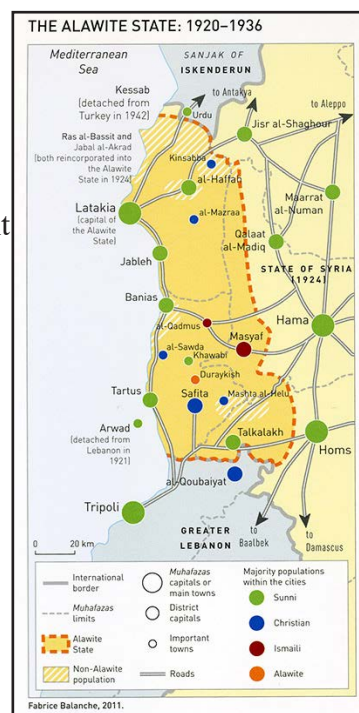 THE ALAWITE STATE: 1920–1936
Mediterranean
Sea
SANJAK OF
ISKENDERUN
Kessab
(detached from
Turkey in 1942)
to Antakya
to Aleppo
Urdu
Ras al-Bassit and
Jabal al-Akrad
(both reincorporated into
the Alawite
State in 1924)
Jisr al-Shaghour
Kinsabba
al-Haffah
Maarrat
al-Numan
Latakia
(capital of
the Alawite
State)
al-Mazraa
Qalaat
al-Madiq
Jableh
STATE OF SYRIA
(1924)
Banias
Hama
al-Qadmus
Masyaf
al-Sawda
Khawabi
Duraykish
Tartus
Safita
Mashta al-Helu
Arwad
(detached from
Lebanon in
1921)
Talkalakh
Homs
al-Qoubaiyat
Tripoli
GREATER
LEBANON
to
Baalbek
to
Damascus
20 km
International
border
Muhafazas
limits
Alawite
State
Non-Alawite
population
Muhafazas
capitals or
main towns
District
capitals
Important
towns
Roads
Majority populations
within the cities
Sunni
Christian
Ismaili
Alawite
Fabrice Balanche, 2011.